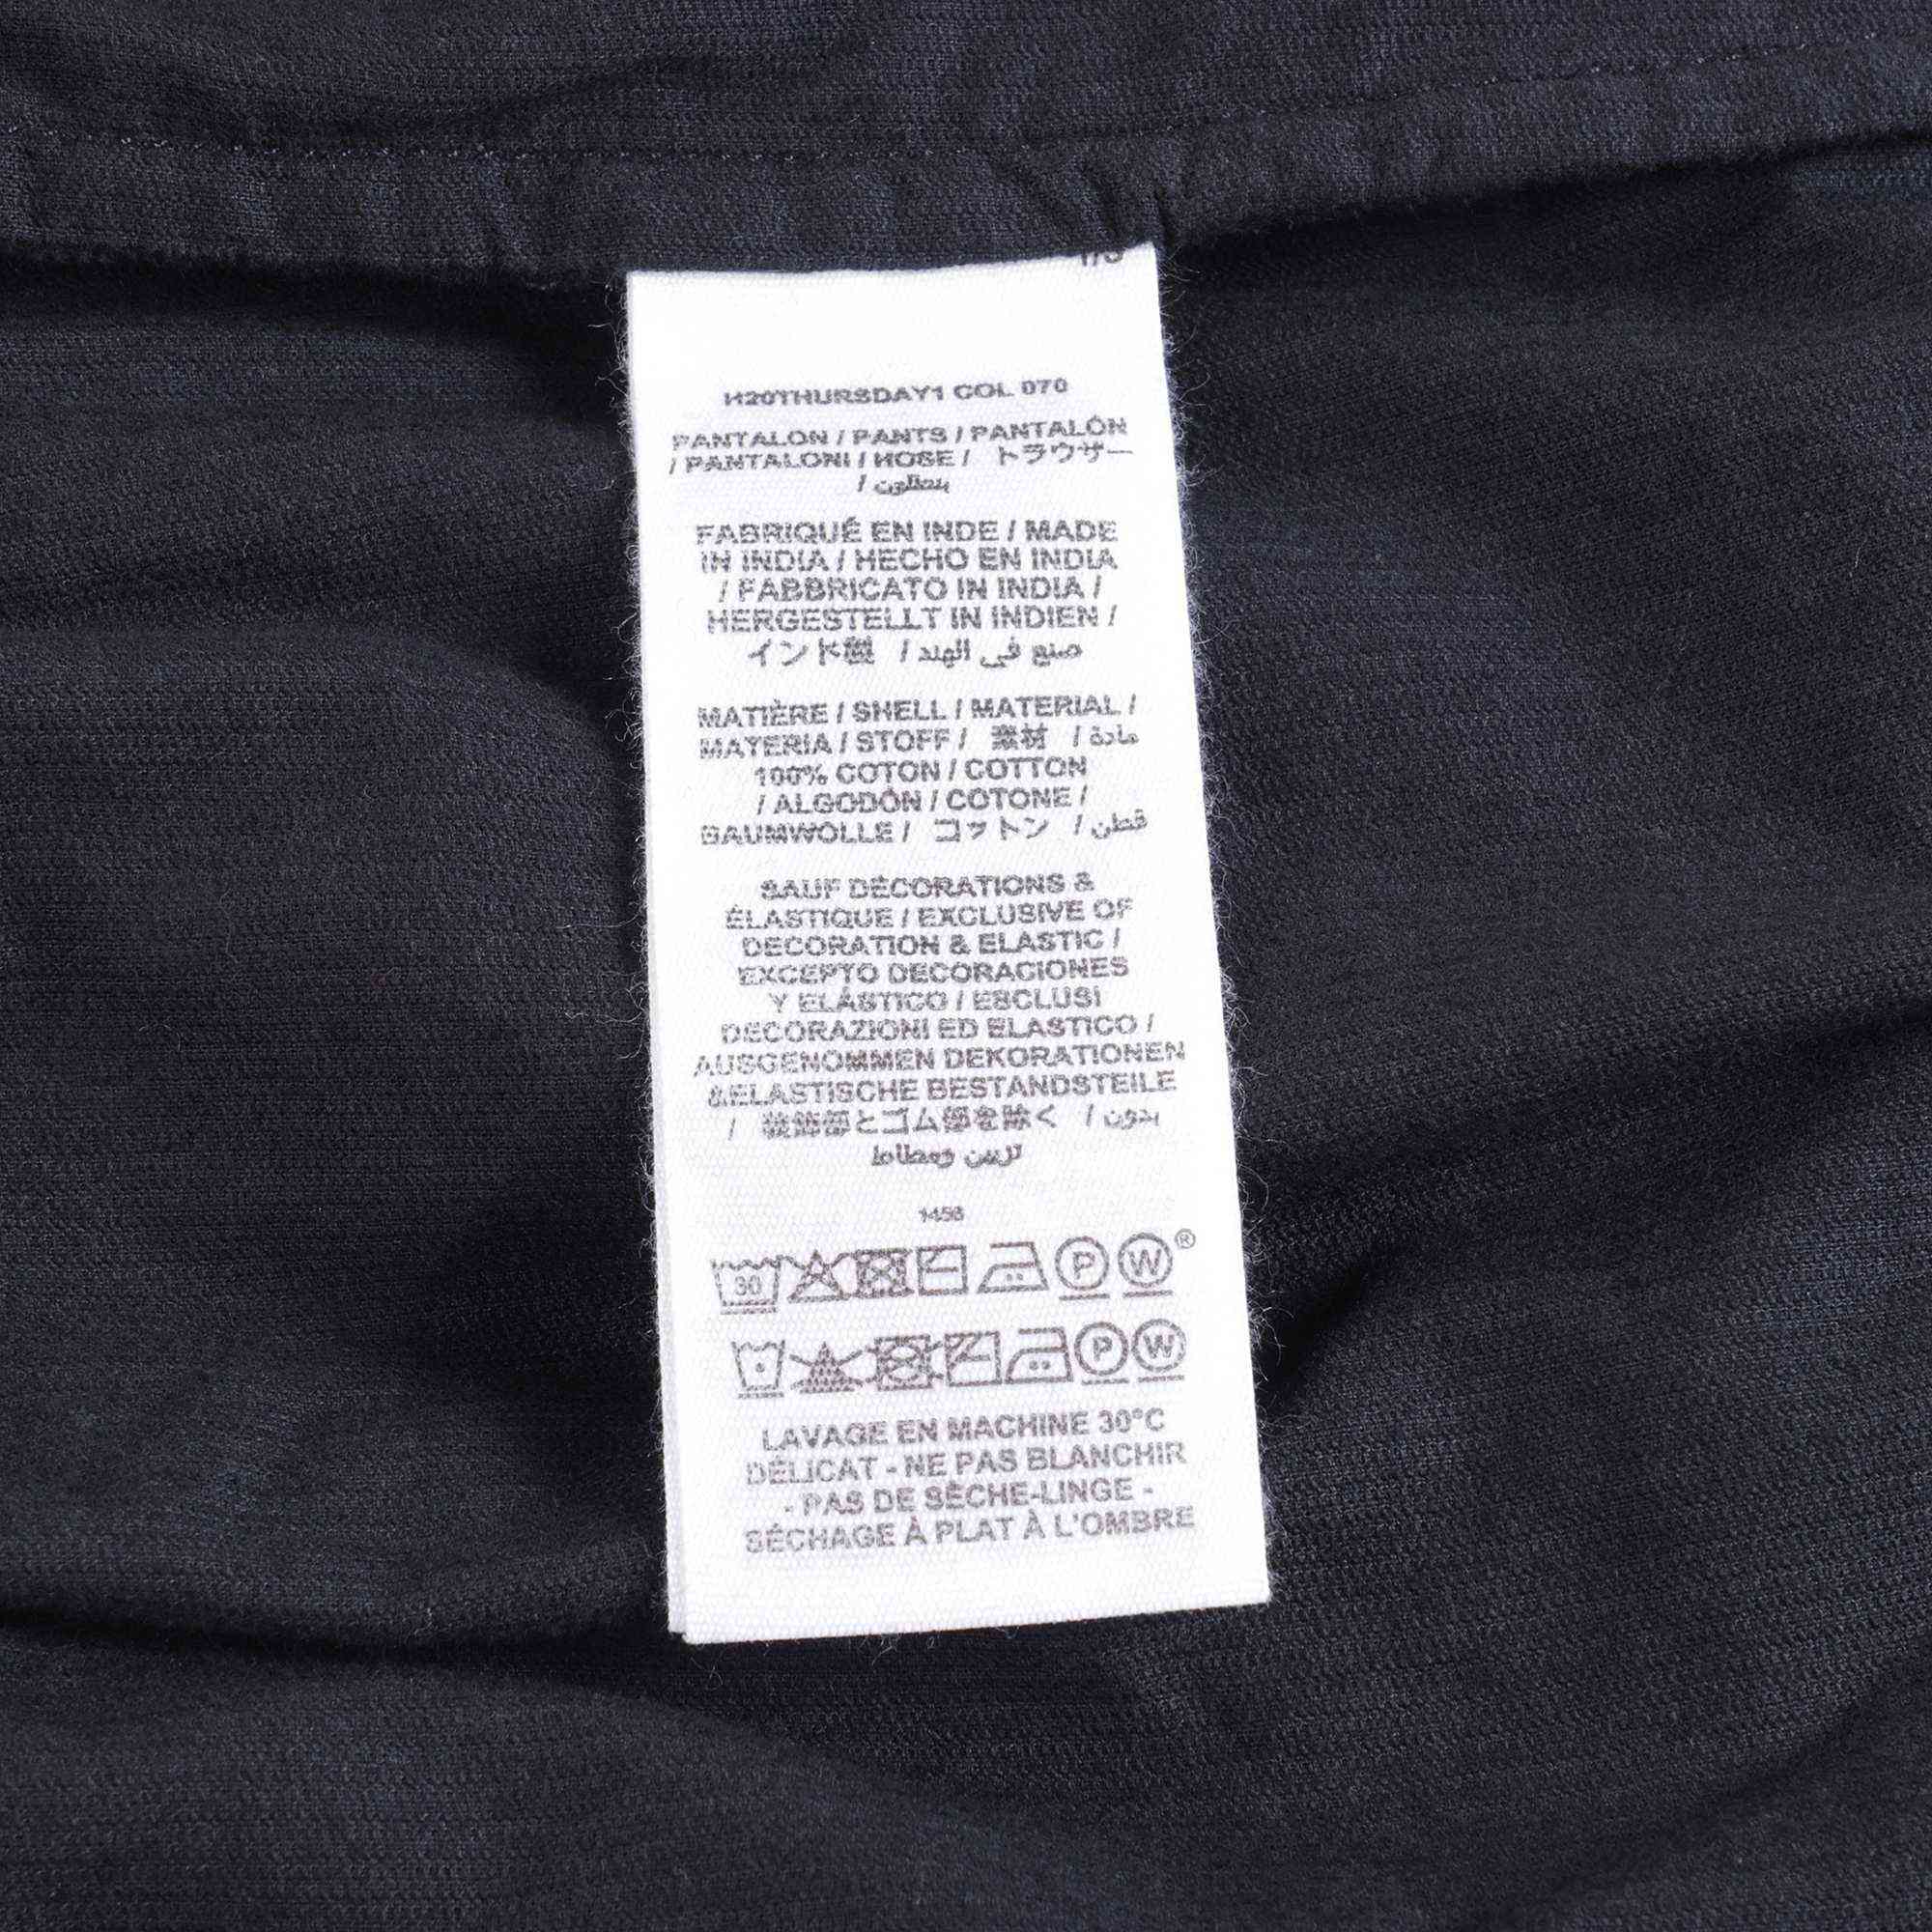 H20THURSDAY1 COL 070
PANTALON / PANTS / PANTALÓN
/ PANTALONI / HOSE / トラウザー
/ بنطلون
FABRIQUÉ EN INDE / MADE
IN INDIA / HECHO EN INDIA
/ FABBRICATO IN INDIA /
HERGESTELLT IN INDIEN /
インド製 / صنع في الهند
MATIÈRE / SHELL / MATERIAL /
MATERIA / STOFF / 素材 / مادة
100% COTON / COTTON
/ ALGODÓN / COTONE /
BAUMWOLLE / コットン / قطن
SAUF DÉCORATIONS &
ÉLASTIQUE / EXCLUSIVE OF
DECORATION & ELASTIC /
EXCEPTO DECORACIONES
Y ELÁSTICO / ESCLUSI
DECORAZIONI ED ELASTICO /
AUSGENOMMEN DEKORATIONEN
&ELASTISCHE BESTANDSTEILE
/ 装飾部とゴム部を除く / بدون
تزيين ومطاط
1456
30 P W ®
P W
LAVAGE EN MACHINE 30°C
DÉLICAT - NE PAS BLANCHIR
- PAS DE SÈCHE-LINGE -
SÉCHAGE À PLAT À L'OMBRE